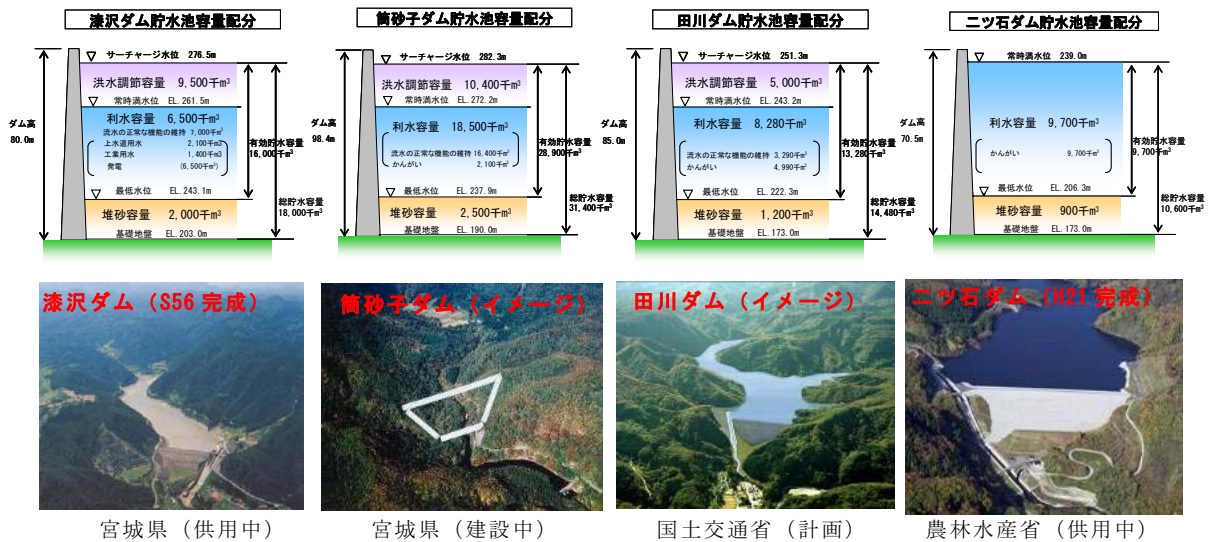 漆沢ダム貯水池容量配分
サーチャージ水位 276.5m
洪水調節容量 9,500千m³
常時満水位 EL. 261.5m
利水容量 6,500千m³
流水の正常な機能の維持 7,000千m³
上水道用水 2,100千m3
工業用水 1,400千m3
発電 (6,500千m³)
最低水位 EL. 243.1m
堆砂容量 2,000千m³
基礎地盤 EL. 203.0m
ダム高
80.0m
有効貯水容量
16,000千m³
総貯水容量
18,000千m³
筒砂子ダム貯水池容量配分
サーチャージ水位 282.3m
洪水調節容量 10,400千m³
常時満水位 EL. 272.2m
利水容量 18,500千m³
流水の正常な機能の維持 16,400千m³
かんがい 2,100千m³
最低水位 EL. 237.9m
堆砂容量 2,500千m³
基礎地盤 EL. 190.0m
ダム高
98.4m
有効貯水容量
28,900千m³
総貯水容量
31,400千m³
田川ダム貯水池容量配分
サーチャージ水位 251.3m
洪水調節容量 5,000千m³
常時満水位 EL. 243.2m
利水容量 8,280千m³
流水の正常な機能の維持 3,290千m³
かんがい 4,990千m³
最低水位 EL. 222.3m
堆砂容量 1,200千m³
基礎地盤 EL. 173.0m
ダム高
85.0m
有効貯水容量
13,280千m³
総貯水容量
14,480千m³
二ツ石ダム貯水池容量配分
常時満水位 239.0m
利水容量 9,700千m³
かんがい 9,700千m³
最低水位 EL. 206.3m
堆砂容量 900千m³
基礎地盤 EL. 173.0m
ダム高
70.5m
有効貯水容量
9,700千m³
総貯水容量
10,600千m³
漆沢ダム（S56 完成）
筒砂子ダム（イメージ）
田川ダム（イメージ）
二ツ石ダム（H21 完成）
宮城県（供用中）
宮城県（建設中）
国土交通省（計画）
農林水産省（供用中）